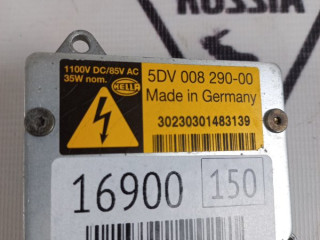 RUSSIA
1100V DC/85V AC
35W nom.
HELLA
5DV 008 290-00
Made in Germany
30230301483139
16900 150